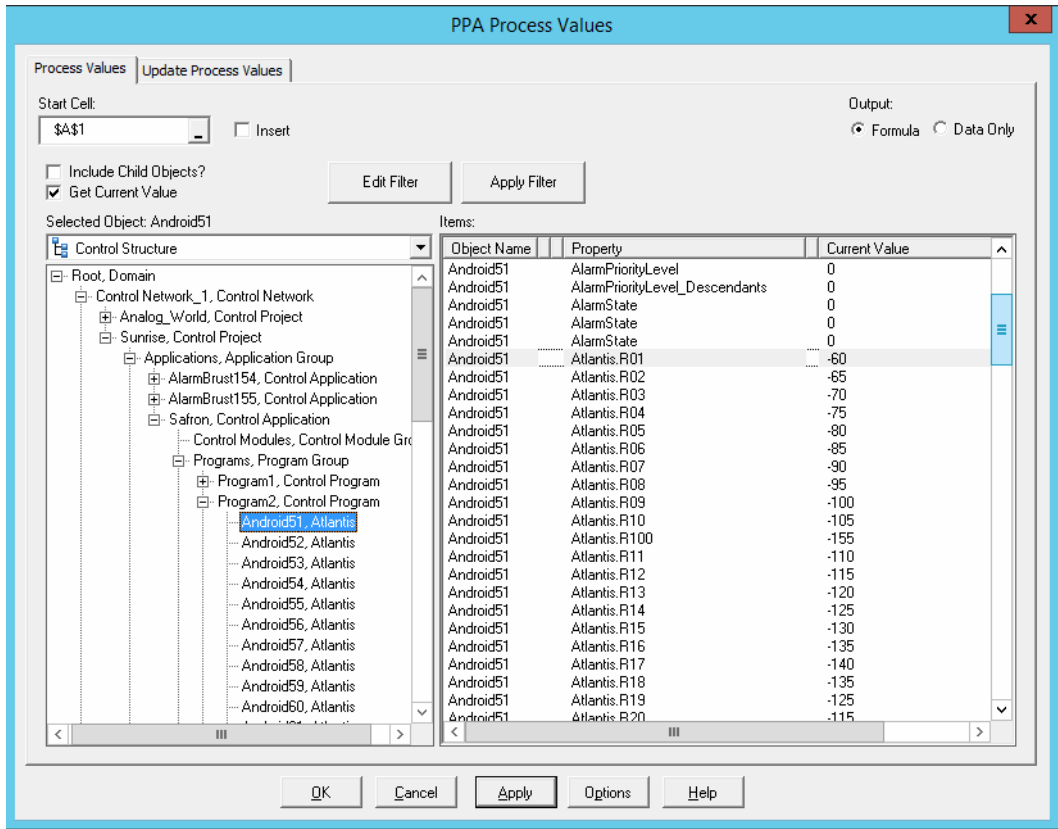 PPA Process Values
x
Process Values
Update Process Values
Start Cell:
Output:
$A$1
Insert
Formula
Data Only
Include Child Objects?
Get Current Value
Edit Filter
Apply Filter
Selected Object: Android51
Items:
Control Structure
Root, Domain
Control Network_1, Control Network
Analog_World, Control Project
Sunrise, Control Project
Applications, Application Group
AlarmBrust154, Control Application
AlarmBrust155, Control Application
Safron, Control Application
Control Modules, Control Module Gro
Programs, Program Group
Program1, Control Program
Program2, Control Program
Android51, Atlantis
Android52, Atlantis
Android53, Atlantis
Android54, Atlantis
Android55, Atlantis
Android56, Atlantis
Android57, Atlantis
Android58, Atlantis
Android59, Atlantis
Android60, Atlantis
Object Name Property Current Value
Android51 AlarmPriorityLevel 0
Android51 AlarmPriorityLevel_Descendants 0
Android51 AlarmState 0
Android51 AlarmState 0
Android51 AlarmState 0
Android51 Atlantis.R01 -60
Android51 Atlantis.R02 -65
Android51 Atlantis.R03 -70
Android51 Atlantis.R04 -75
Android51 Atlantis.R05 -80
Android51 Atlantis.R06 -85
Android51 Atlantis.R07 -90
Android51 Atlantis.R08 -95
Android51 Atlantis.R09 -100
Android51 Atlantis.R10 -105
Android51 Atlantis.R100 -155
Android51 Atlantis.R11 -110
Android51 Atlantis.R12 -115
Android51 Atlantis.R13 -120
Android51 Atlantis.R14 -125
Android51 Atlantis.R15 -130
Android51 Atlantis.R16 -135
Android51 Atlantis.R17 -140
Android51 Atlantis.R18 -135
Android51 Atlantis.R19 -125
Android51 Atlantis.R20 -115
OK
Cancel
Apply
Options
Help